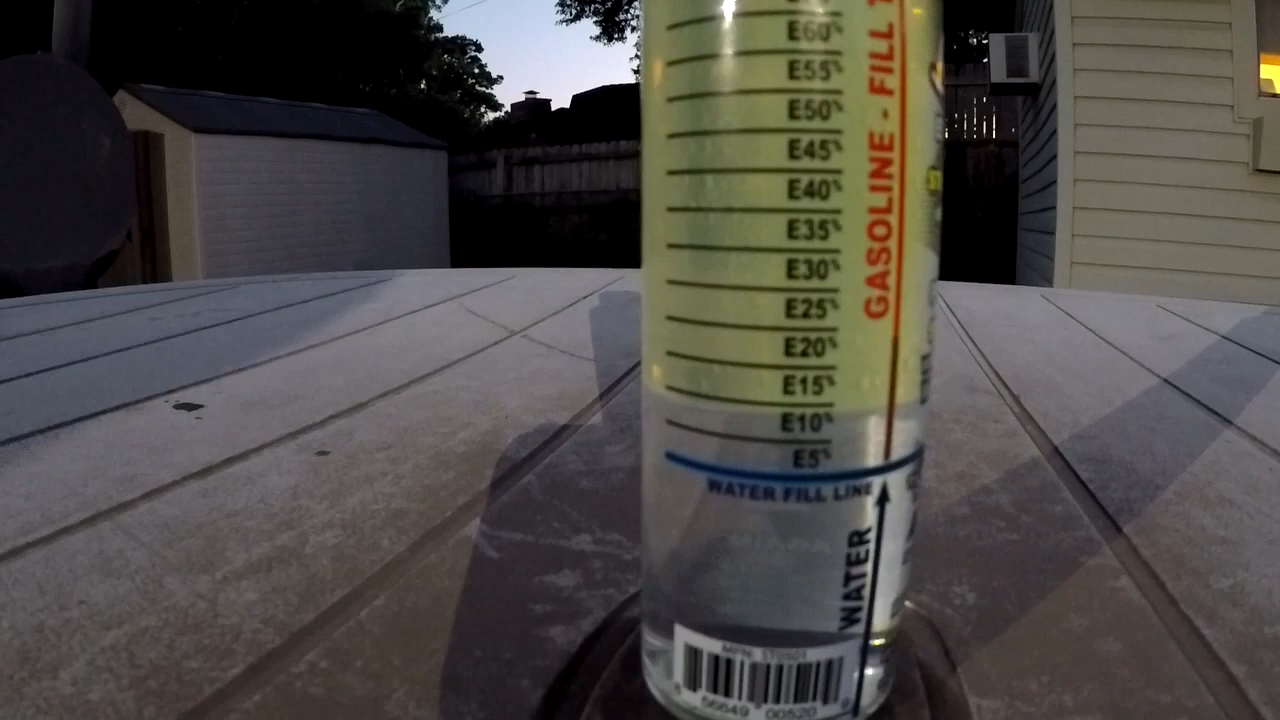 E60%
E55%
E50%
E45%
E40%
E35%
E30%
E25%
E20%
E15%
E10%
E5%
GASOLINE - FILL
WATER FILL LINE
WATER